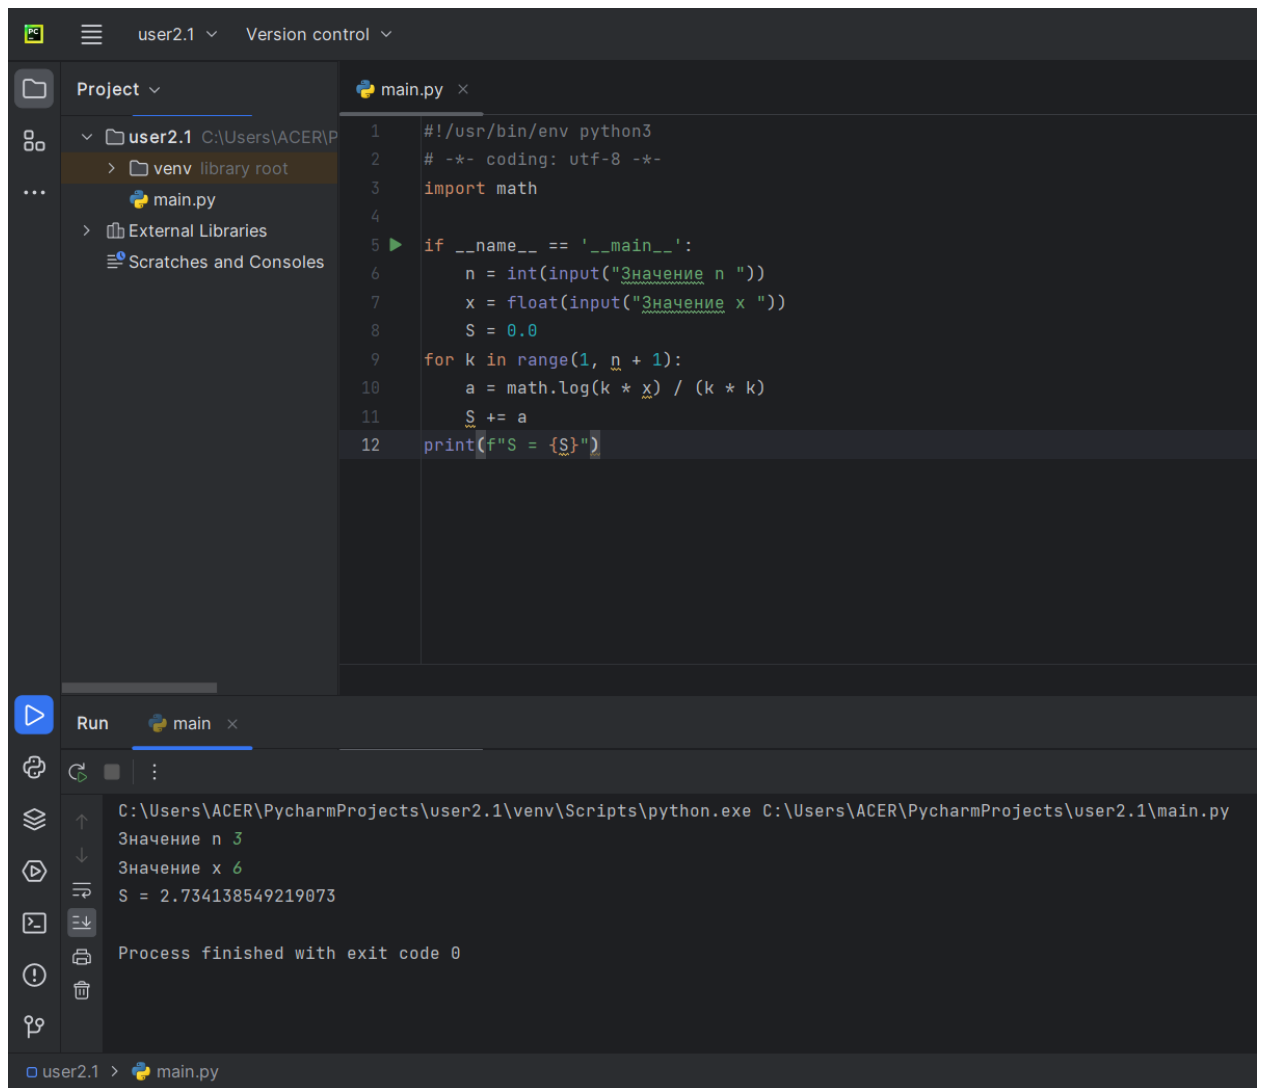 PC
user2.1 Version control
Project
main.py
user2.1 C:\Users\ACER\P
venv library root
main.py
External Libraries
Scratches and Consoles
1 #!/usr/bin/env python3
2 # -*- coding: utf-8 -*-
3 import math
4
5 if __name__ == '__main__':
6 n = int(input("Значение n "))
7 x = float(input("Значение x "))
8 S = 0.0
9 for k in range(1, n + 1):
10 a = math.log(k * x) / (k * k)
11 S += a
12 print(f"S = {S}")
Run main
C:\Users\ACER\PycharmProjects\user2.1\venv\Scripts\python.exe C:\Users\ACER\PycharmProjects\user2.1\main.py
Значение n 3
Значение x 6
S = 2.734138549219073
Process finished with exit code 0
user2.1 > main.py